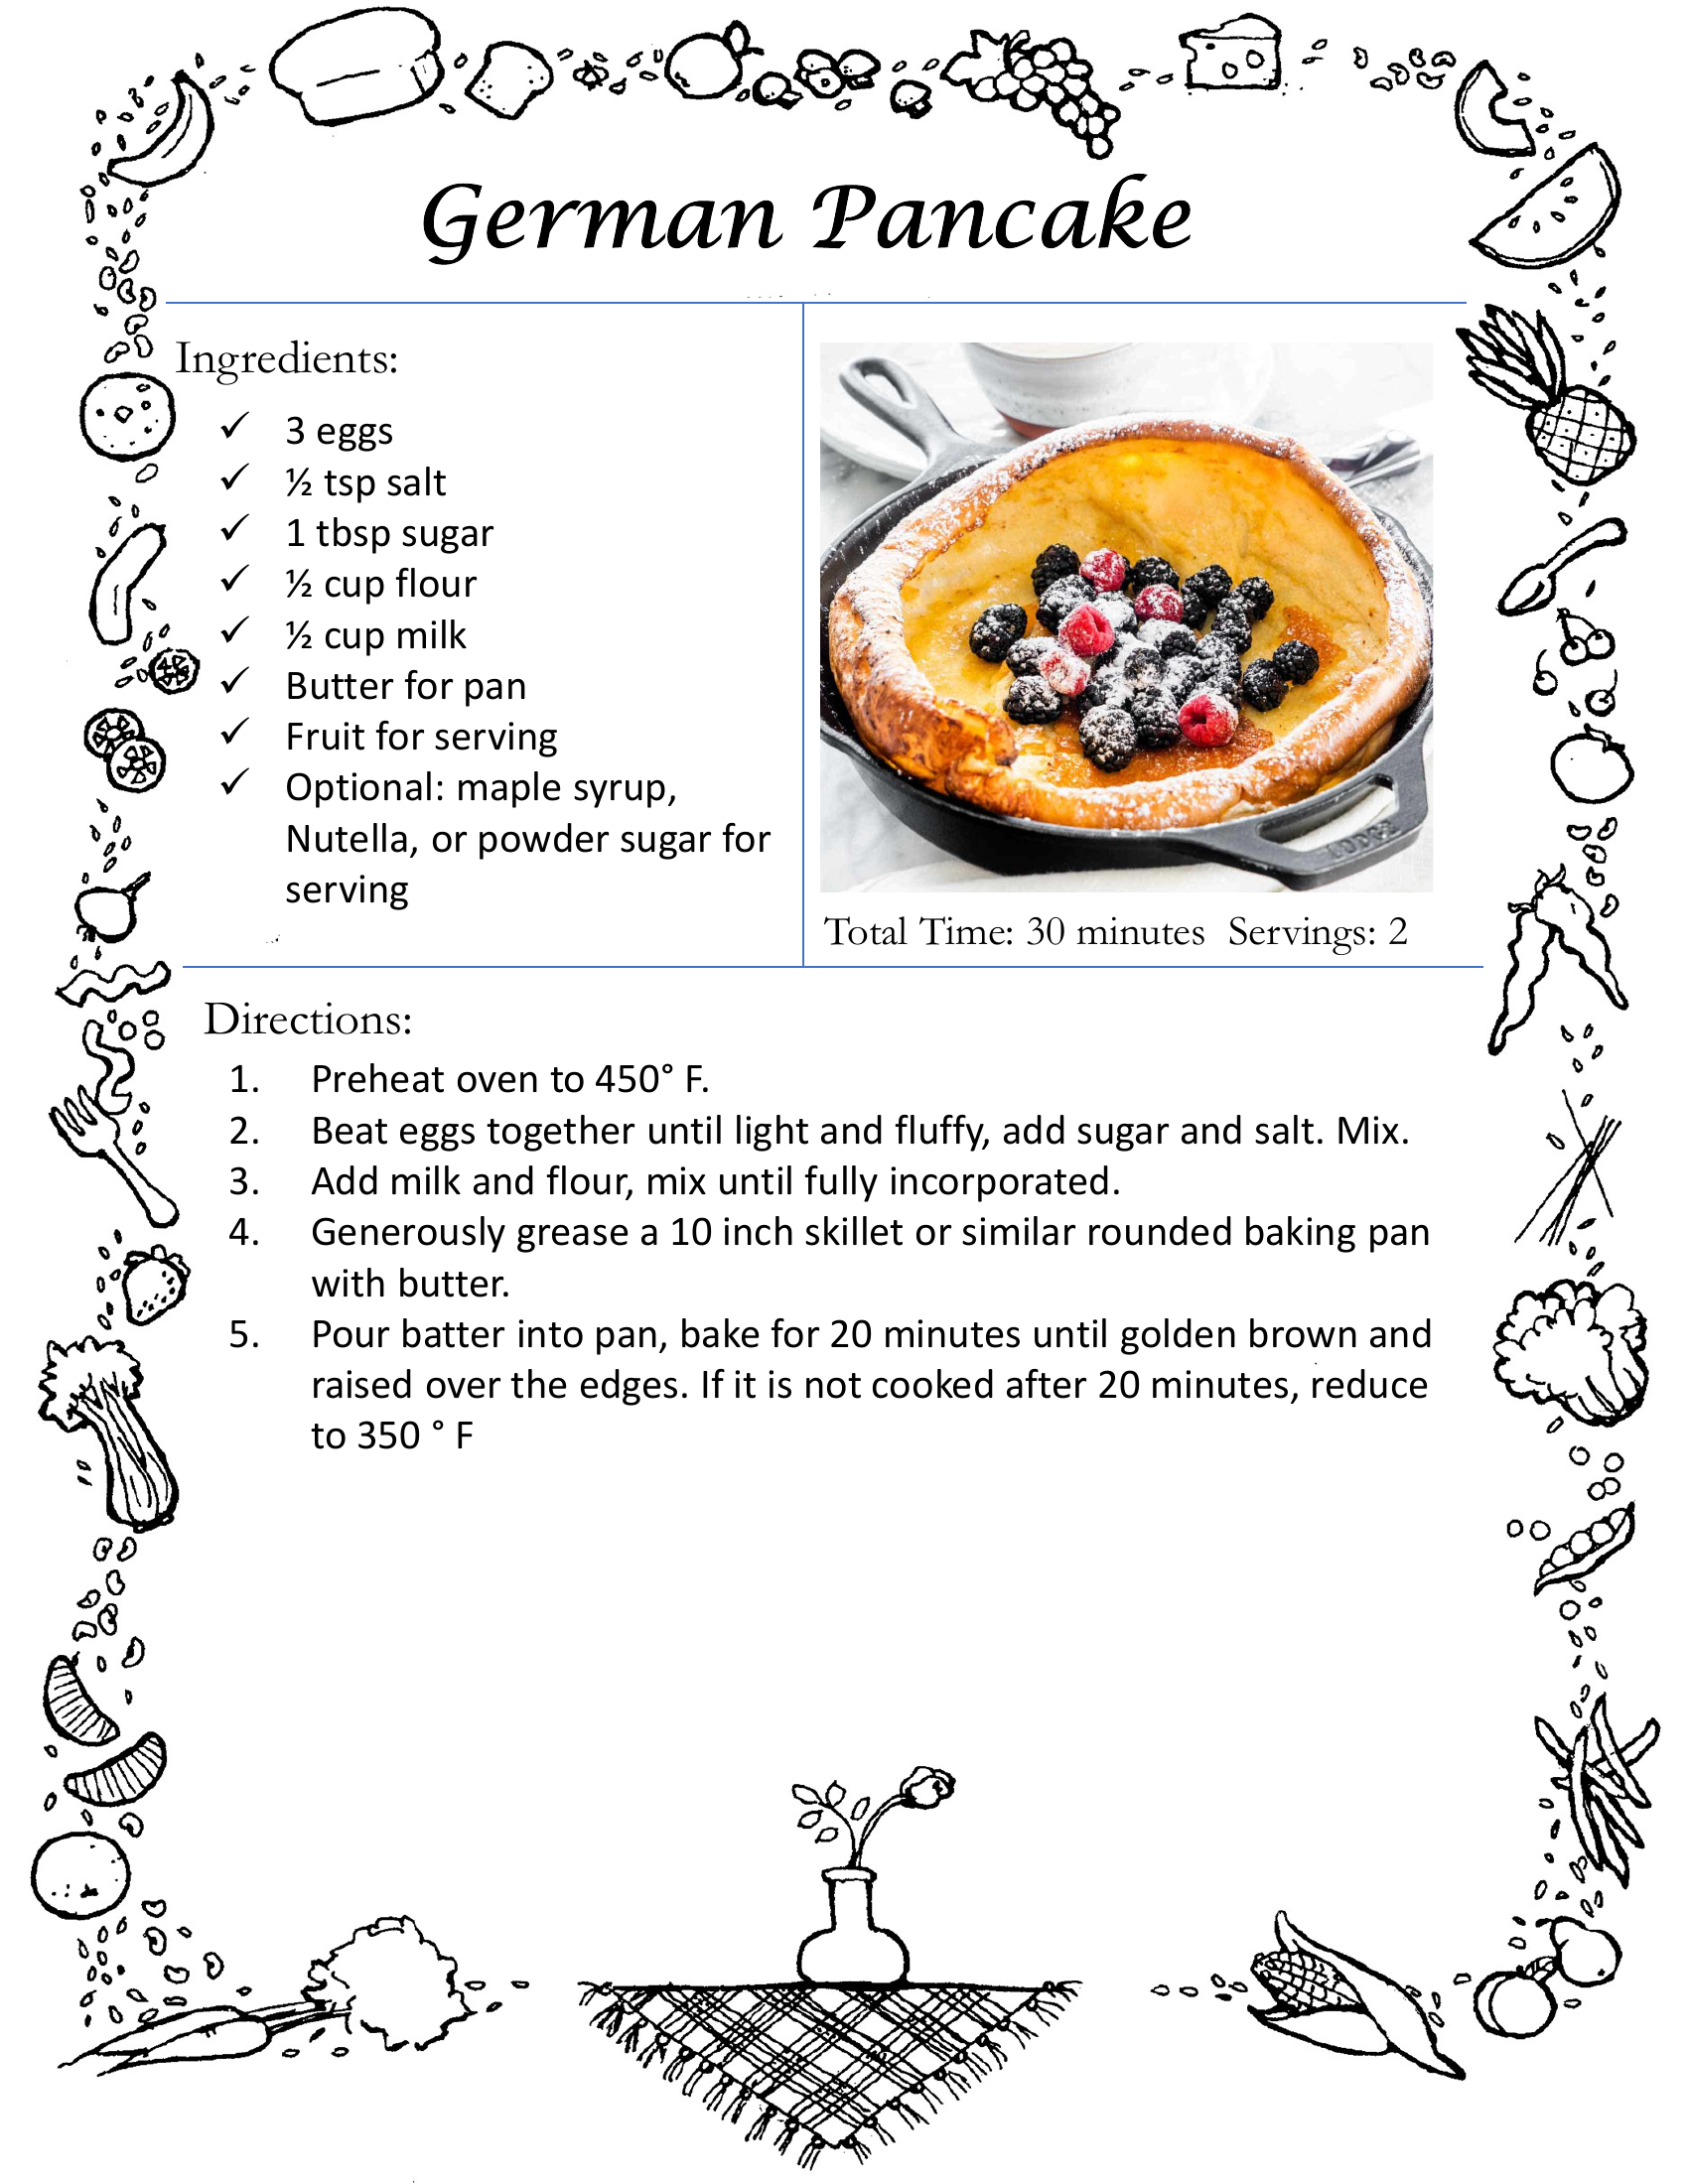 German Pancake
Ingredients:
✓ 3 eggs
✓ ½ tsp salt
✓ 1 tbsp sugar
✓ ½ cup flour
✓ ½ cup milk
✓ Butter for pan
✓ Fruit for serving
✓ Optional: maple syrup,
Nutella, or powder sugar for
serving
LODGE
Total Time: 30 minutes Servings: 2
Directions:
1. Preheat oven to 450° F.
2. Beat eggs together until light and fluffy, add sugar and salt. Mix.
3. Add milk and flour, mix until fully incorporated.
4. Generously grease a 10 inch skillet or similar rounded baking pan
with butter.
5. Pour batter into pan, bake for 20 minutes until golden brown and
raised over the edges. If it is not cooked after 20 minutes, reduce
to 350 ° F